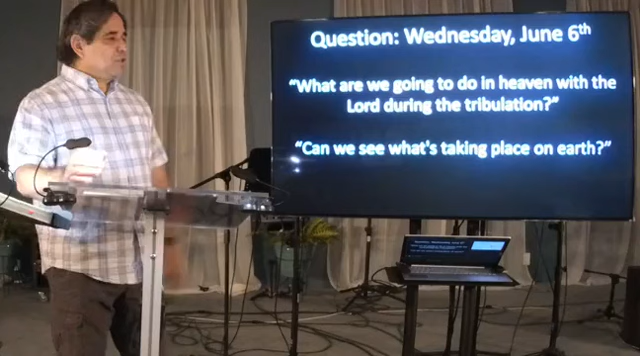 Question: Wednesday, June 6th
"What are we going to do in heaven with the
Lord during the tribulation?"
"Can we see what's taking place on earth?"